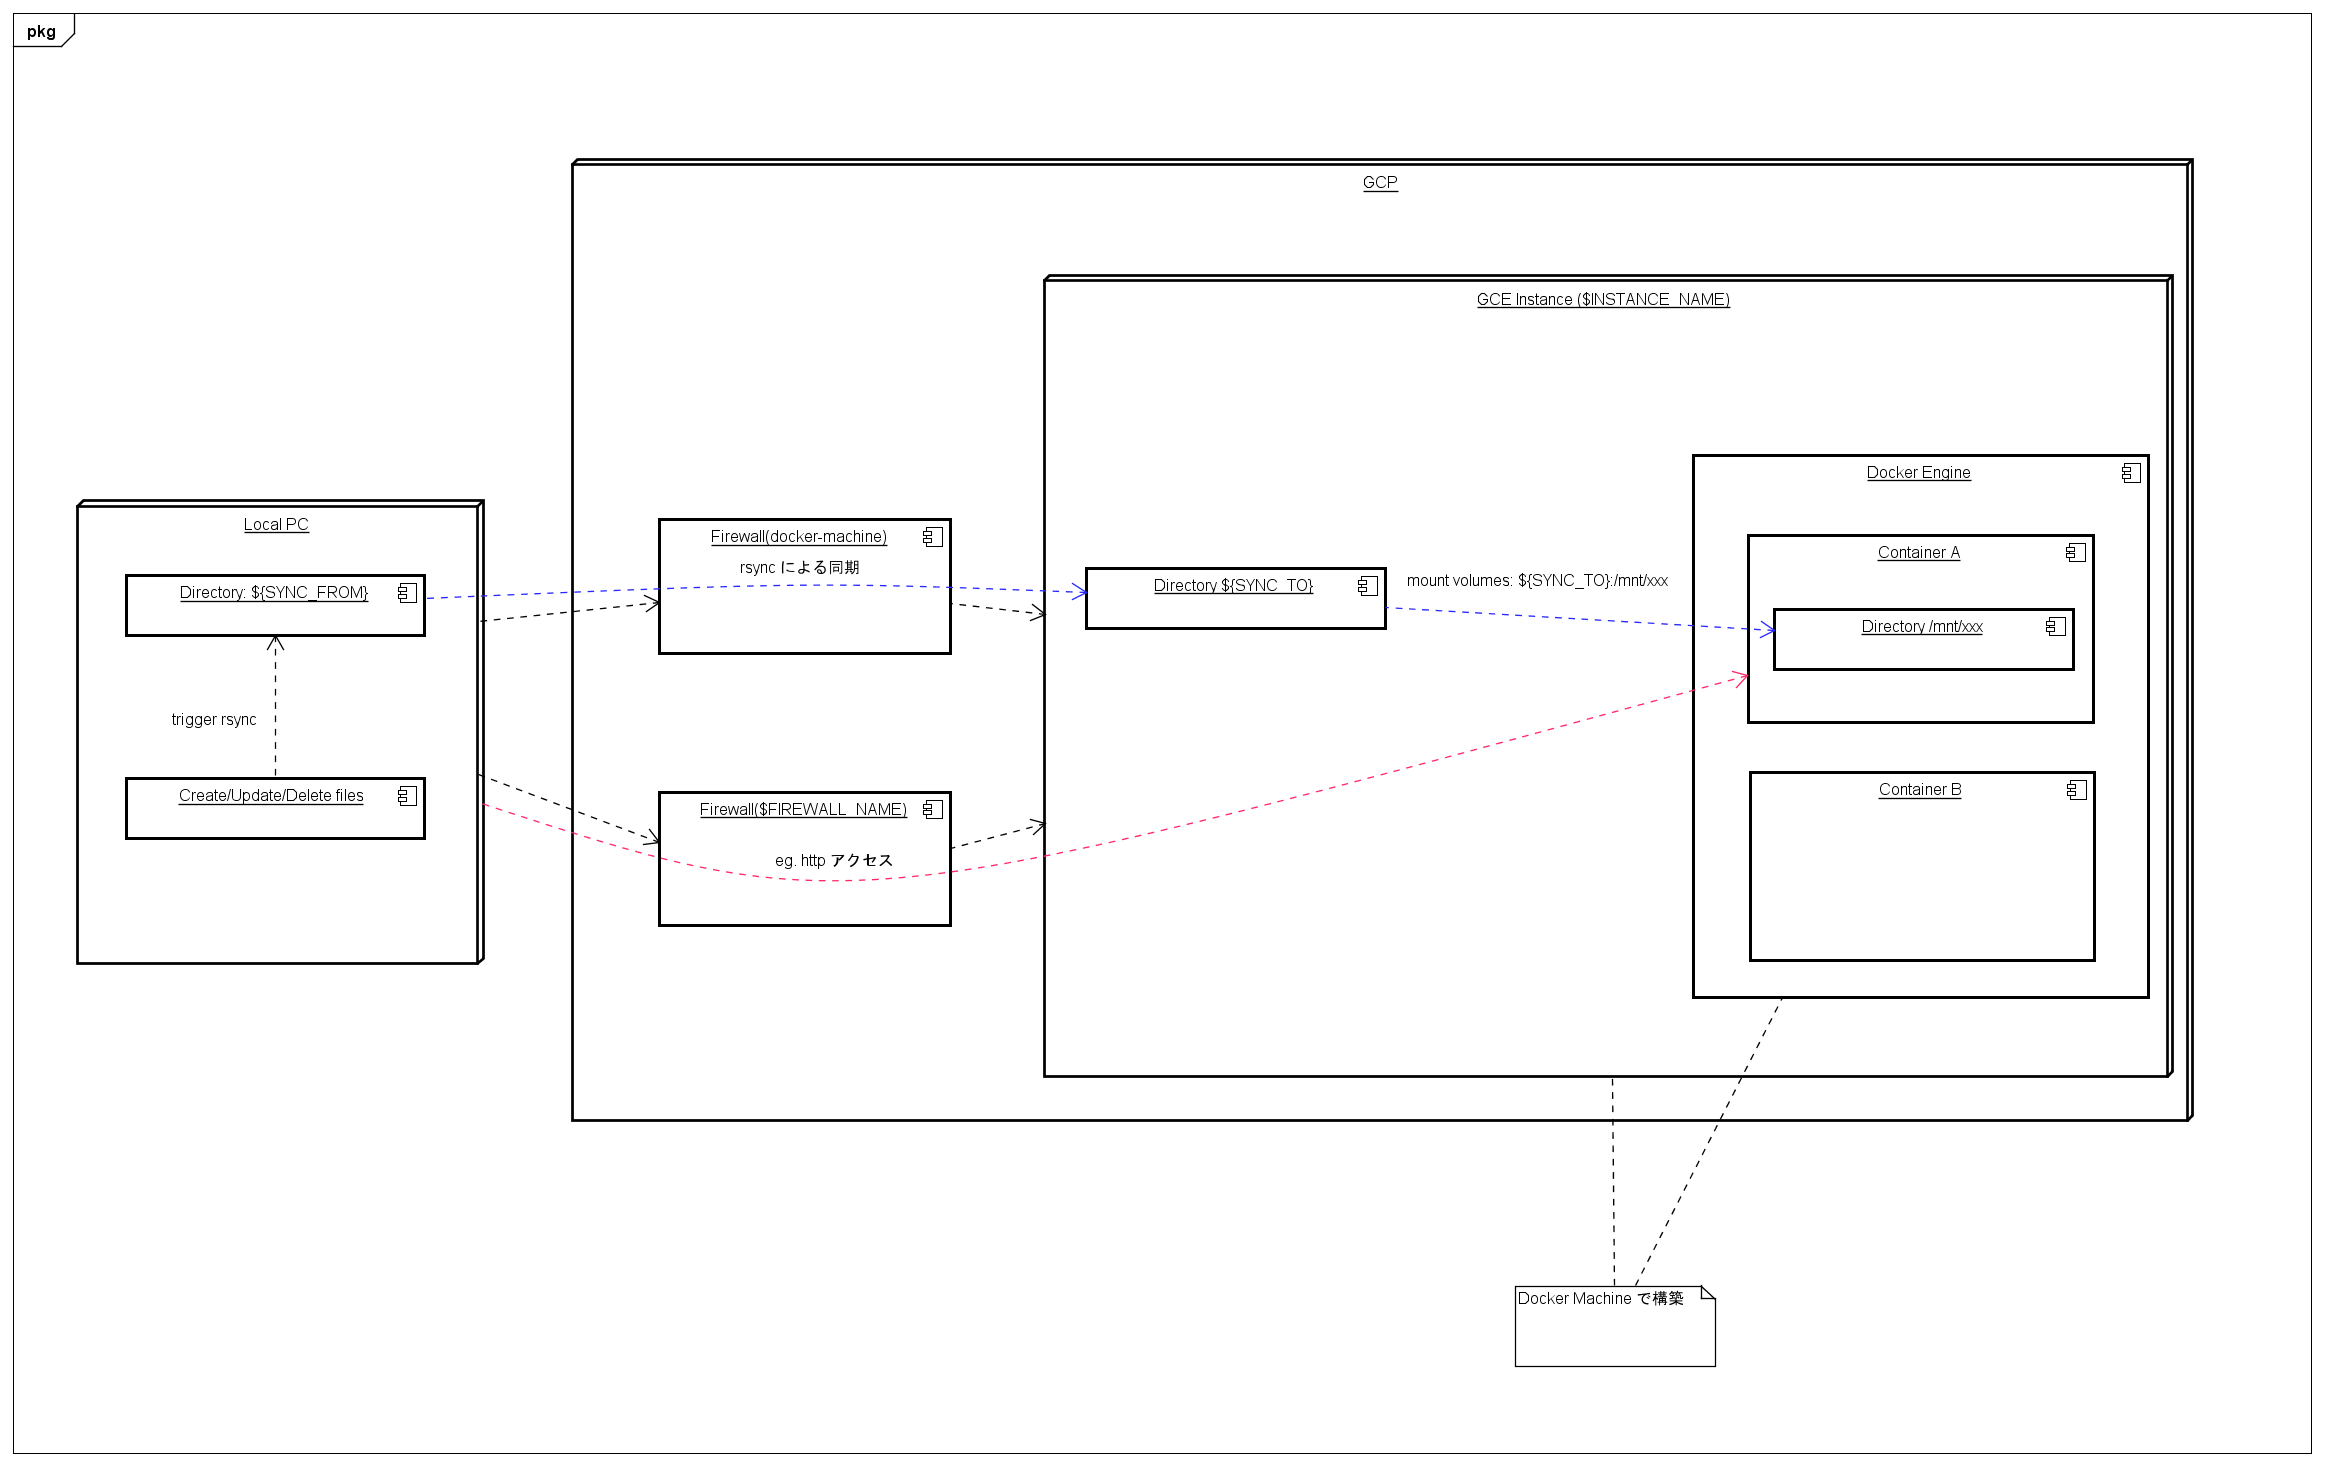 pkg
GCP
GCE Instance ($INSTANCE_NAME)
Docker Engine
Local PC
Firewall(docker-machine)
rsync による同期
Container A
Directory: ${SYNC_FROM}
Directory ${SYNC_TO}
mount volumes: ${SYNC_TO}:/mnt/xxx
Directory /mnt/xxx
trigger rsync
Create/Update/Delete files
Firewall($FIREWALL_NAME)
Container B
eg. http アクセス
Docker Machine で構築